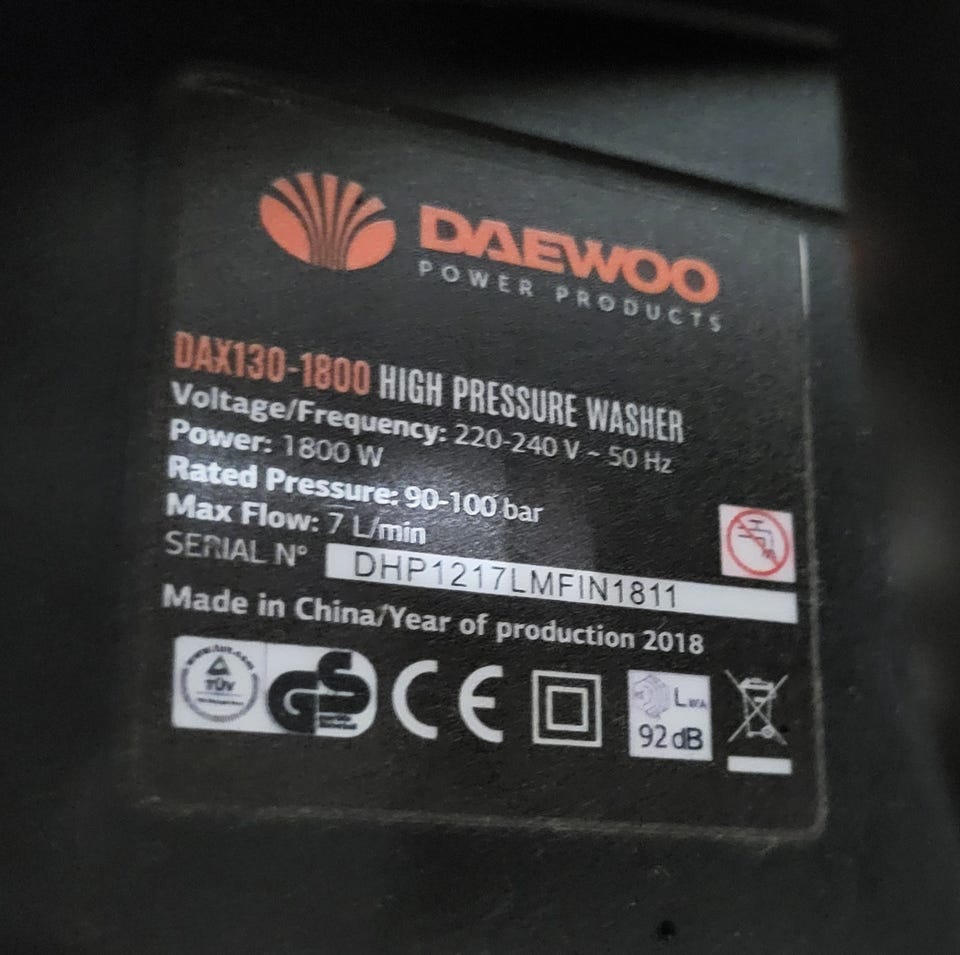 DAEWOO
POWER PRODUCTS
DAX130-1800 HIGH PRESSURE WASHER
Voltage/Frequency: 220-240 V ~ 50 Hz
Power: 1800 W
Rated Pressure: 90-100 bar
Max Flow: 7 L/min
SERIAL N° DHP1217LMFIN1811
Made in China/Year of production 2018
TÜV GS CE LWA
92 dB